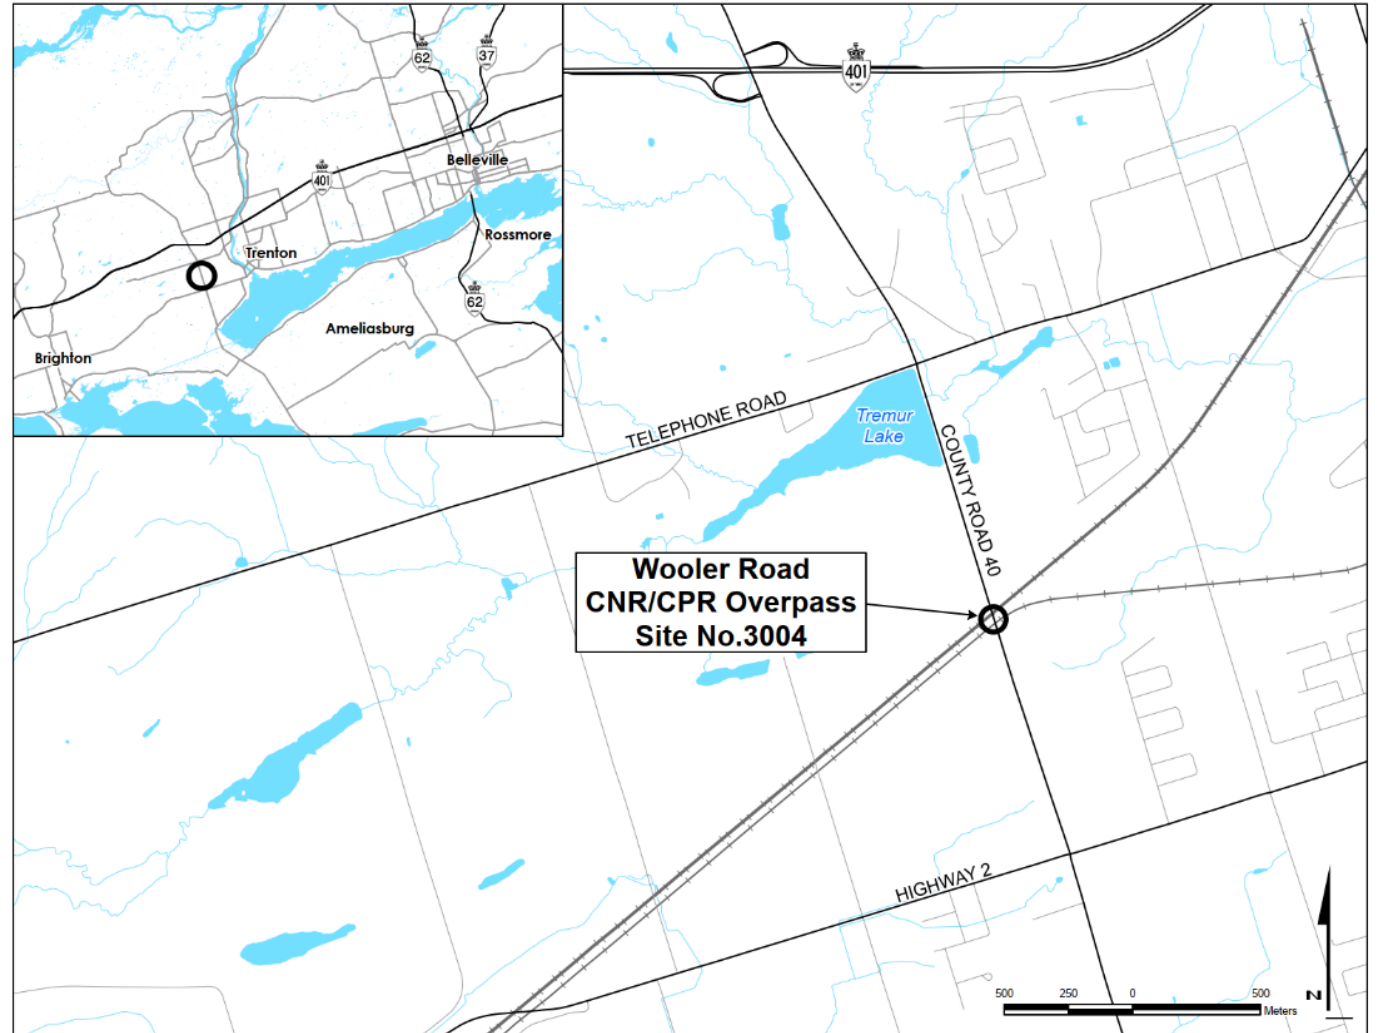 62
37
401
Belleville
401
Rossmore
Trenton
62
Ameliasburg
Brighton
TELEPHONE ROAD
Tremur
Lake
COUNTY ROAD 40
Wooler Road
CNR/CPR Overpass
Site No.3004
HIGHWAY 2
500 250 0 500
Meters
N